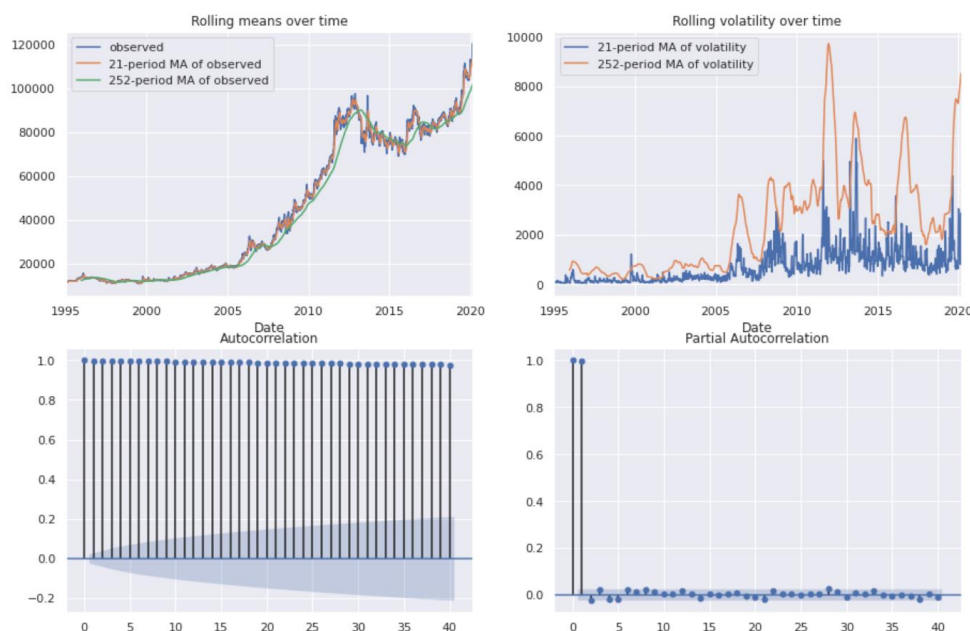 Rolling means over time
observed
21-period MA of observed
252-period MA of observed
120000
100000
80000
60000
40000
20000
1995 2000 2005 2010 2015 2020
Date
Rolling volatility over time
21-period MA of volatility
252-period MA of volatility
10000
8000
6000
4000
2000
0
1995 2000 2005 2010 2015 2020
Date
Autocorrelation
1.0
0.8
0.6
0.4
0.2
0.0
−0.2
0 5 10 15 20 25 30 35 40
Partial Autocorrelation
1.0
0.8
0.6
0.4
0.2
0.0
0 5 10 15 20 25 30 35 40